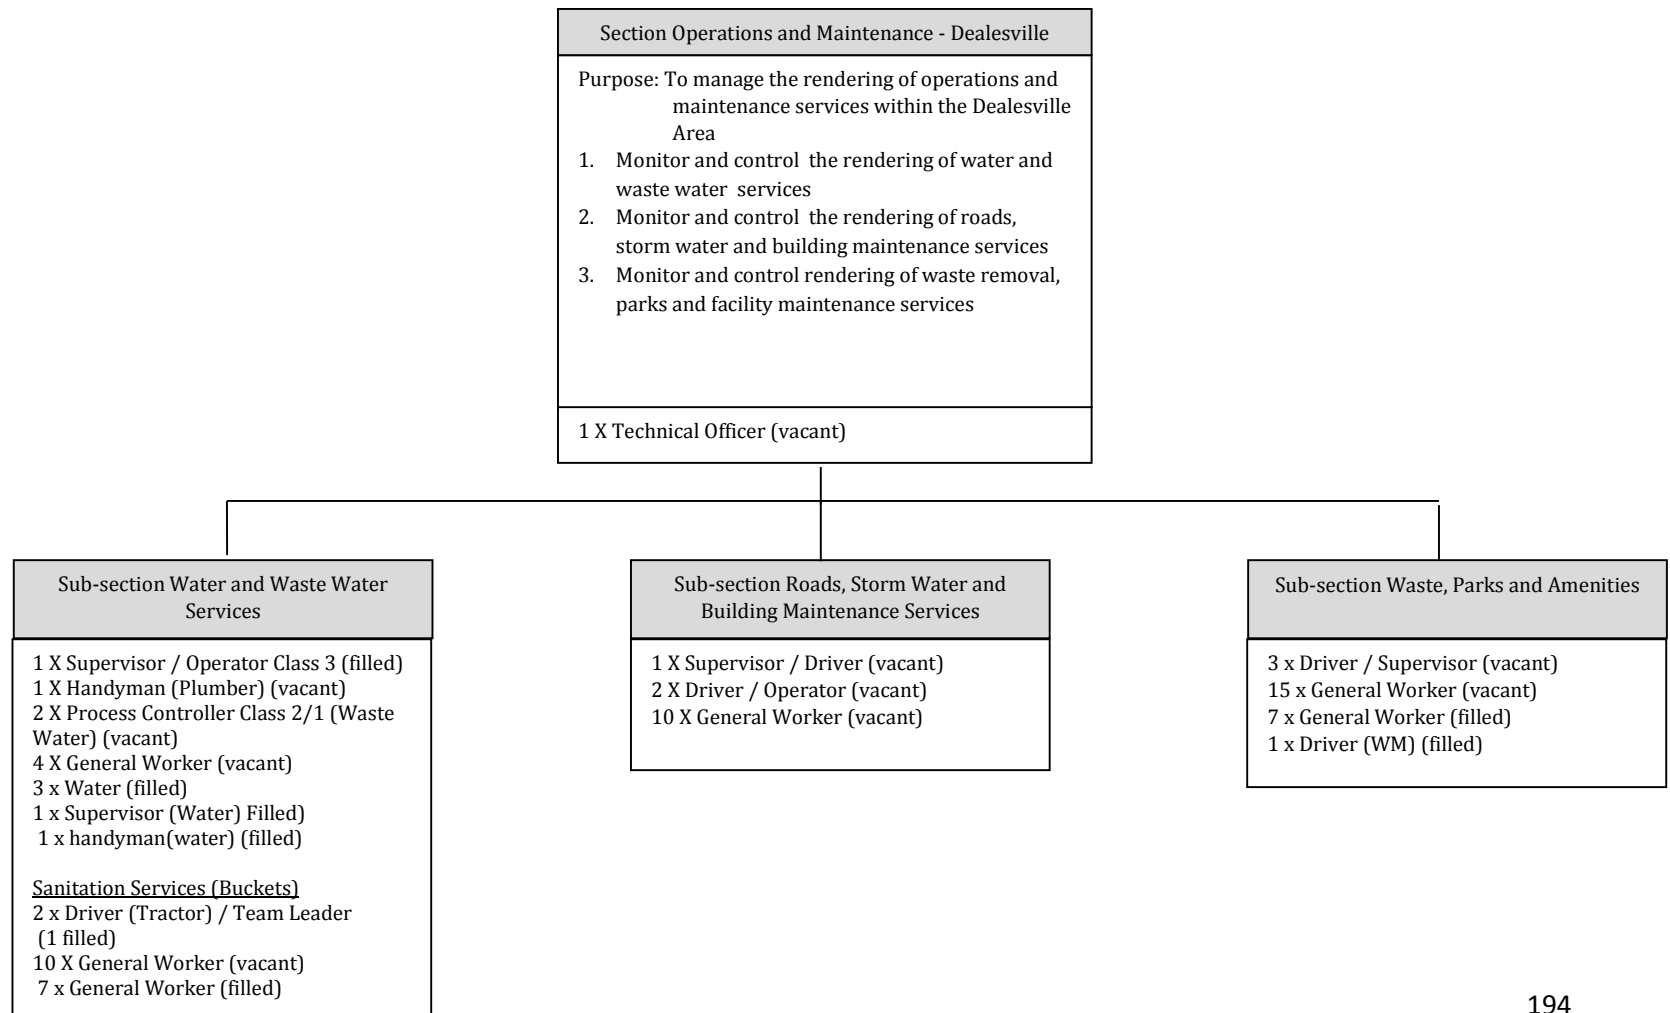 Section Operations and Maintenance - Dealesville
Purpose: To manage the rendering of operations and
maintenance services within the Dealesville
Area
1. Monitor and control the rendering of water and
waste water services
2. Monitor and control the rendering of roads,
storm water and building maintenance services
3. Monitor and control rendering of waste removal,
parks and facility maintenance services
1 X Technical Officer (vacant)
Sub-section Water and Waste Water
Services
1 X Supervisor / Operator Class 3 (filled)
1 X Handyman (Plumber) (vacant)
2 X Process Controller Class 2/1 (Waste
Water) (vacant)
4 X General Worker (vacant)
3 x Water (filled)
1 x Supervisor (Water) Filled)
1 x handyman(water) (filled)
Sanitation Services (Buckets)
2 x Driver (Tractor) / Team Leader
(1 filled)
10 X General Worker (vacant)
7 x General Worker (filled)
Sub-section Roads, Storm Water and
Building Maintenance Services
1 X Supervisor / Driver (vacant)
2 X Driver / Operator (vacant)
10 X General Worker (vacant)
Sub-section Waste, Parks and Amenities
3 x Driver / Supervisor (vacant)
15 x General Worker (vacant)
7 x General Worker (filled)
1 x Driver (WM) (filled)
194